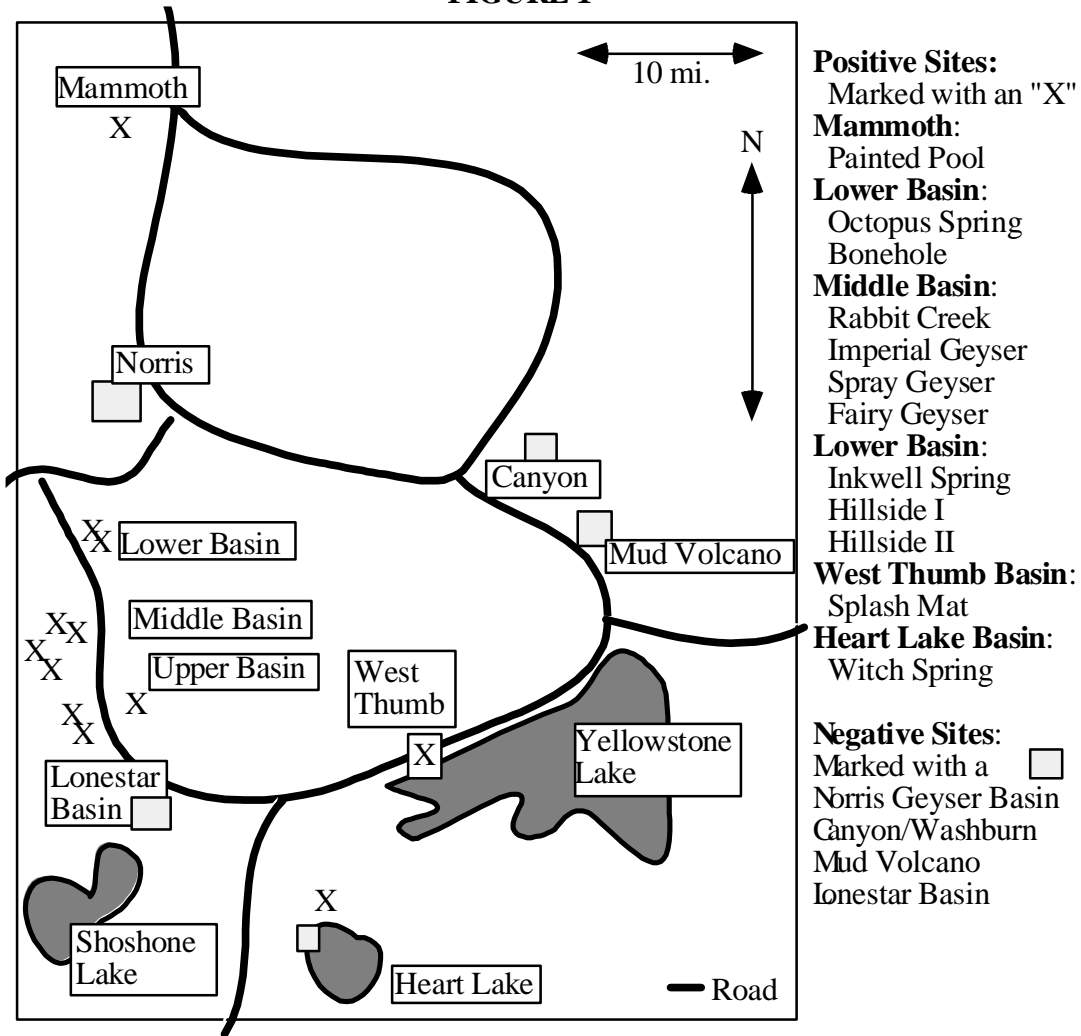 FIGURE 1
10 mi.
Mammoth
X
N
Norris
Canyon
Mud Volcano
X
X
Lower Basin
Middle Basin
X
X
X
X
Upper Basin
X
X
X
West
Thumb
X
Yellowstone
Lake
Lonestar
Basin
Shoshone
Lake
X
Heart Lake
Road
Positive Sites:
Marked with an "X"
Mammoth:
Painted Pool
Lower Basin:
Octopus Spring
Bonehole
Middle Basin:
Rabbit Creek
Imperial Geyser
Spray Geyser
Fairy Geyser
Lower Basin:
Inkwell Spring
Hillside I
Hillside II
West Thumb Basin:
Splash Mat
Heart Lake Basin:
Witch Spring
Negative Sites:
Marked with a
Norris Geyser Basin
Canyon/Washburn
Mud Volcano
Lonestar Basin